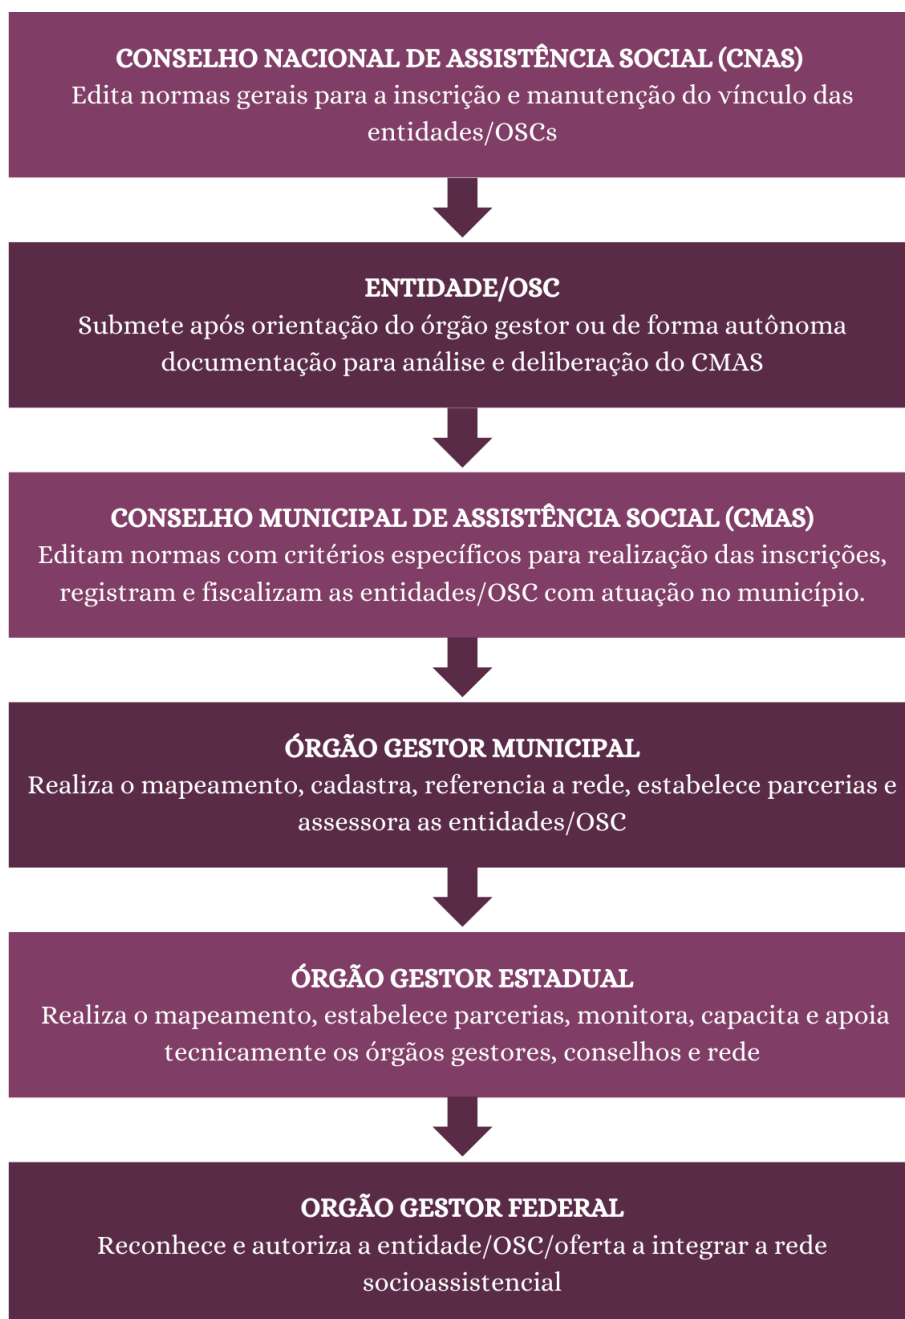 CONSELHO NACIONAL DE ASSISTÊNCIA SOCIAL (CNAS)
Edita normas gerais para a inscrição e manutenção do vínculo das
entidades/OSCs
ENTIDADE/OSC
Submete após orientação do órgão gestor ou de forma autônoma
documentação para análise e deliberação do CMAS
CONSELHO MUNICIPAL DE ASSISTÊNCIA SOCIAL (CMAS)
Editam normas com critérios específicos para realização das inscrições,
registram e fiscalizam as entidades/OSC com atuação no município.
ÓRGÃO GESTOR MUNICIPAL
Realiza o mapeamento, cadastra, referencia a rede, estabelece parcerias e
assessora as entidades/OSC
ÓRGÃO GESTOR ESTADUAL
Realiza o mapeamento, estabelece parcerias, monitora, capacita e apoia
tecnicamente os órgãos gestores, conselhos e rede
ORGÃO GESTOR FEDERAL
Reconhece e autoriza a entidade/OSC/oferta a integrar a rede
socioassistencial